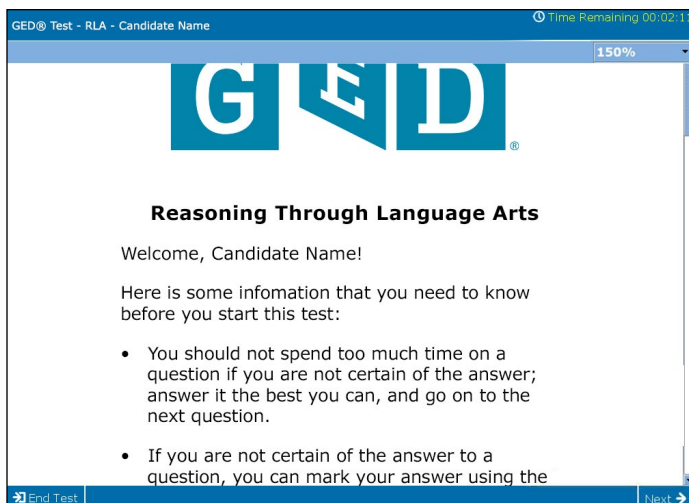 GED® Test - RLA - Candidate Name
Time Remaining 00:02:1
150%
GED®
Reasoning Through Language Arts
Welcome, Candidate Name!
Here is some infomation that you need to know
before you start this test:
• You should not spend too much time on a
question if you are not certain of the answer;
answer it the best you can, and go on to the
next question.
• If you are not certain of the answer to a
question, you can mark your answer using the
End Test
Next